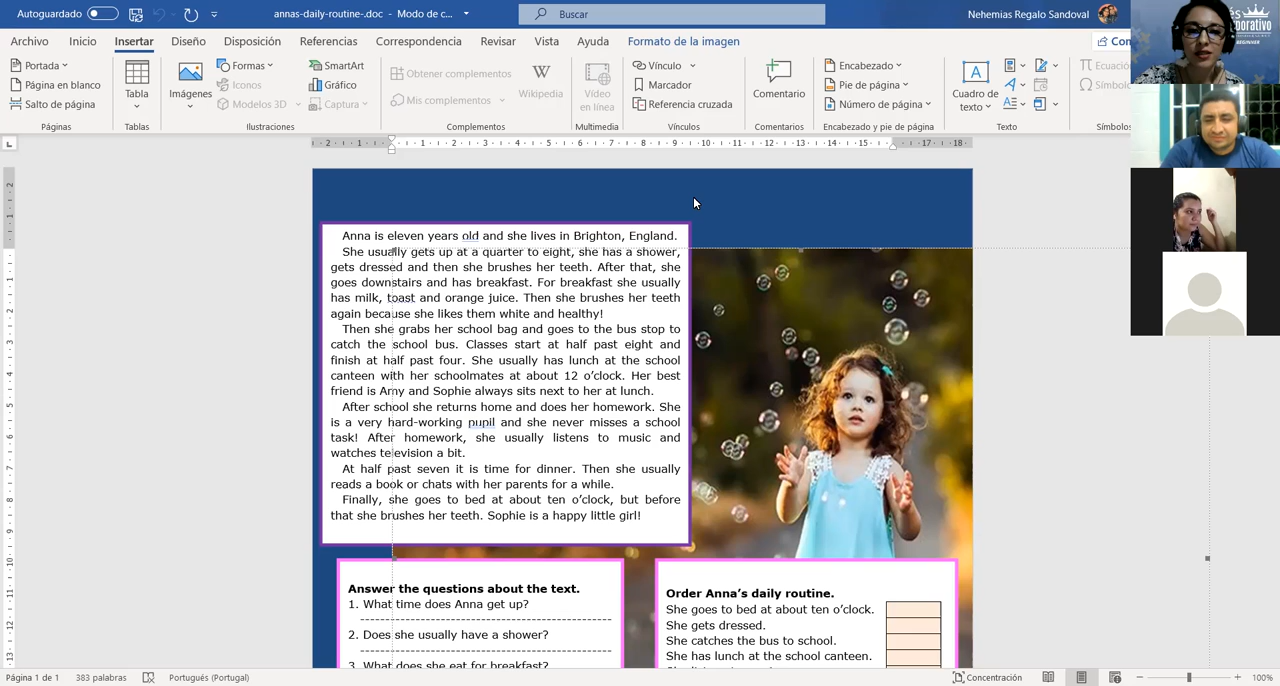 Autoguardado
annas-daily-routine-.doc - Modo de c...
Buscar
Nehemias Regalo Sandoval
Archivo Inicio Insertar Diseño Disposición Referencias Correspondencia Revisar Vista Ayuda Formato de la imagen
Portada
Página en blanco
Salto de página
Páginas
Tabla
Tablas
Imágenes
Formas
Iconos
Modelos 3D
SmartArt
Gráfico
Captura
Ilustraciones
Obtener complementos
Mis complementos
Wikipedia
Complementos
Vídeo
en línea
Multimedia
Vínculo
Marcador
Referencia cruzada
Vínculos
Comentario
Comentarios
Encabezado
Pie de página
Número de página
Encabezado y pie de página
Cuadro de
texto
Texto
Símbolos
Anna is eleven years old and she lives in Brighton, England.
She usually gets up at a quarter to eight, she has a shower,
gets dressed and then she brushes her teeth. After that, she
goes downstairs and has breakfast. For breakfast she usually
has milk, toast and orange juice. Then she brushes her teeth
again because she likes them white and healthy!
Then she grabs her school bag and goes to the bus stop to
catch the school bus. Classes start at half past eight and
finish at half past four. She usually has lunch at the school
canteen with her schoolmates at about 12 o’clock. Her best
friend is Amy and Sophie always sits next to her at lunch.
After school she returns home and does her homework. She
is a very hard-working pupil and she never misses a school
task! After homework, she usually listens to music and
watches television a bit.
At half past seven it is time for dinner. Then she usually
reads a book or chats with her parents for a while.
Finally, she goes to bed at about ten o’clock, but before
that she brushes her teeth. Sophie is a happy little girl!
Answer the questions about the text.
1. What time does Anna get up?
2. Does she usually have a shower?
3. What does she eat for breakfast?
Order Anna’s daily routine.
She goes to bed at about ten o’clock.
She gets dressed.
She catches the bus to school.
She has lunch at the school canteen.
Página 1 de 1
383 palabras
Portugués (Portugal)
Concentración
100%